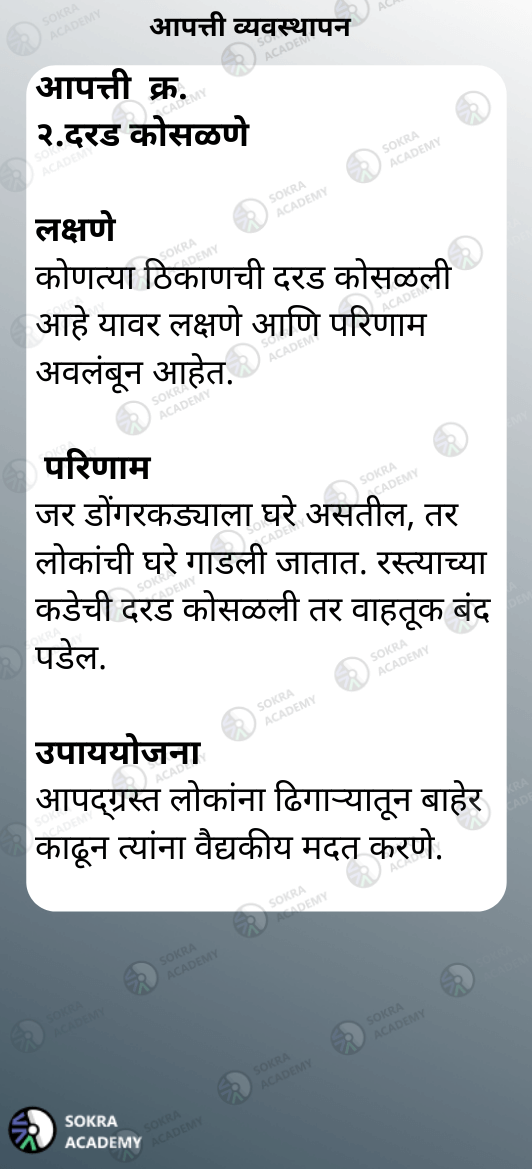 आपत्ती व्यवस्थापन
आपत्ती क्र.
२.दरड कोसळणे
लक्षणे
कोणत्या ठिकाणची दरड कोसळली
आहे यावर लक्षणे आणि परिणाम
अवलंबून आहेत.
परिणाम
जर डोंगरकड्याला घरे असतील, तर
लोकांची घरे गाडली जातात. रस्त्याच्या
कडेची दरड कोसळली तर वाहतूक बंद
पडेल.
उपाययोजना
आपद्ग्रस्त लोकांना ढिगाऱ्यातून बाहेर
काढून त्यांना वैद्यकीय मदत करणे.
SOKRA
ACADEMY